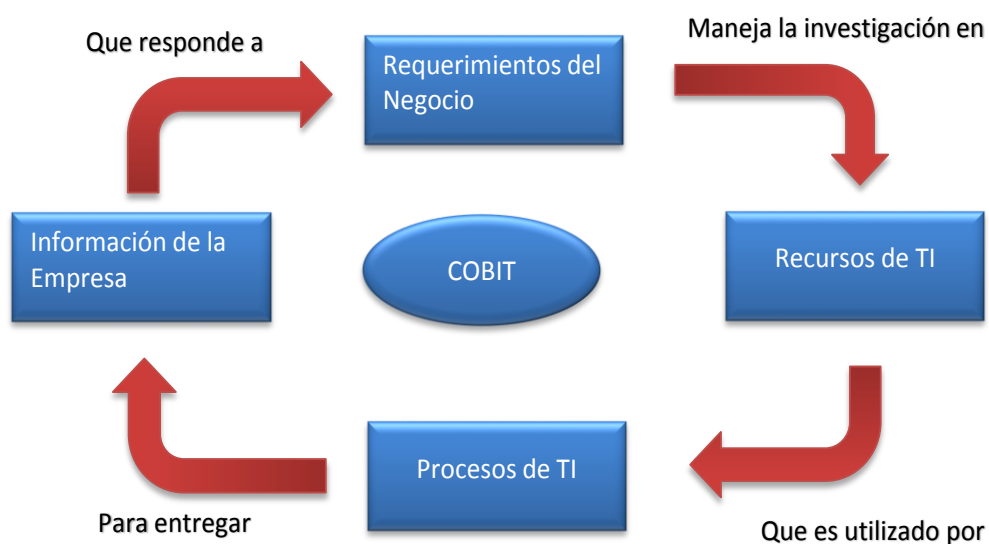 Que responde a
Requerimientos del
Negocio
Maneja la investigación en
Información de la
Empresa
COBIT
Recursos de TI
Procesos de TI
Para entregar
Que es utilizado por